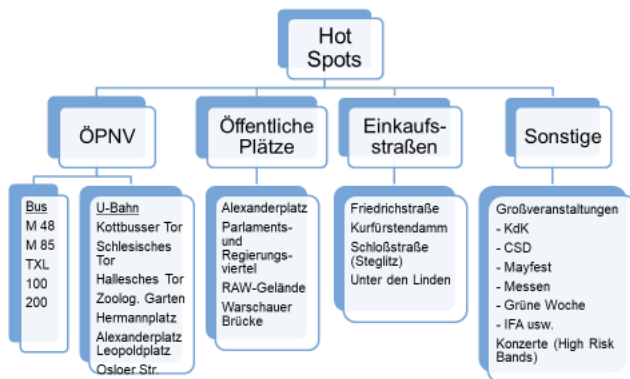 Hot
Spots
ÖPNV
Öffentliche
Plätze
Einkaufs-
straßen
Sonstige
Bus
M 48
M 85
TXL
100
200
U-Bahn
Kottbusser Tor
Schlesisches
Tor
Hallesches Tor
Zoolog. Garten
Hermannplatz
Alexanderplatz
Leopoldplatz
Osloer Str.
Alexanderplatz
Parlaments-
und
Regierungs-
viertel
RAW-Gelände
Warschauer
Brücke
Friedrichstraße
Kurfürstendamm
Schloßstraße
(Steglitz)
Unter den Linden
Großveranstaltungen
- KdK
- CSD
- Mayfest
- Messen
- Grüne Woche
- IFA usw.
Konzerte (High Risk
Bands)